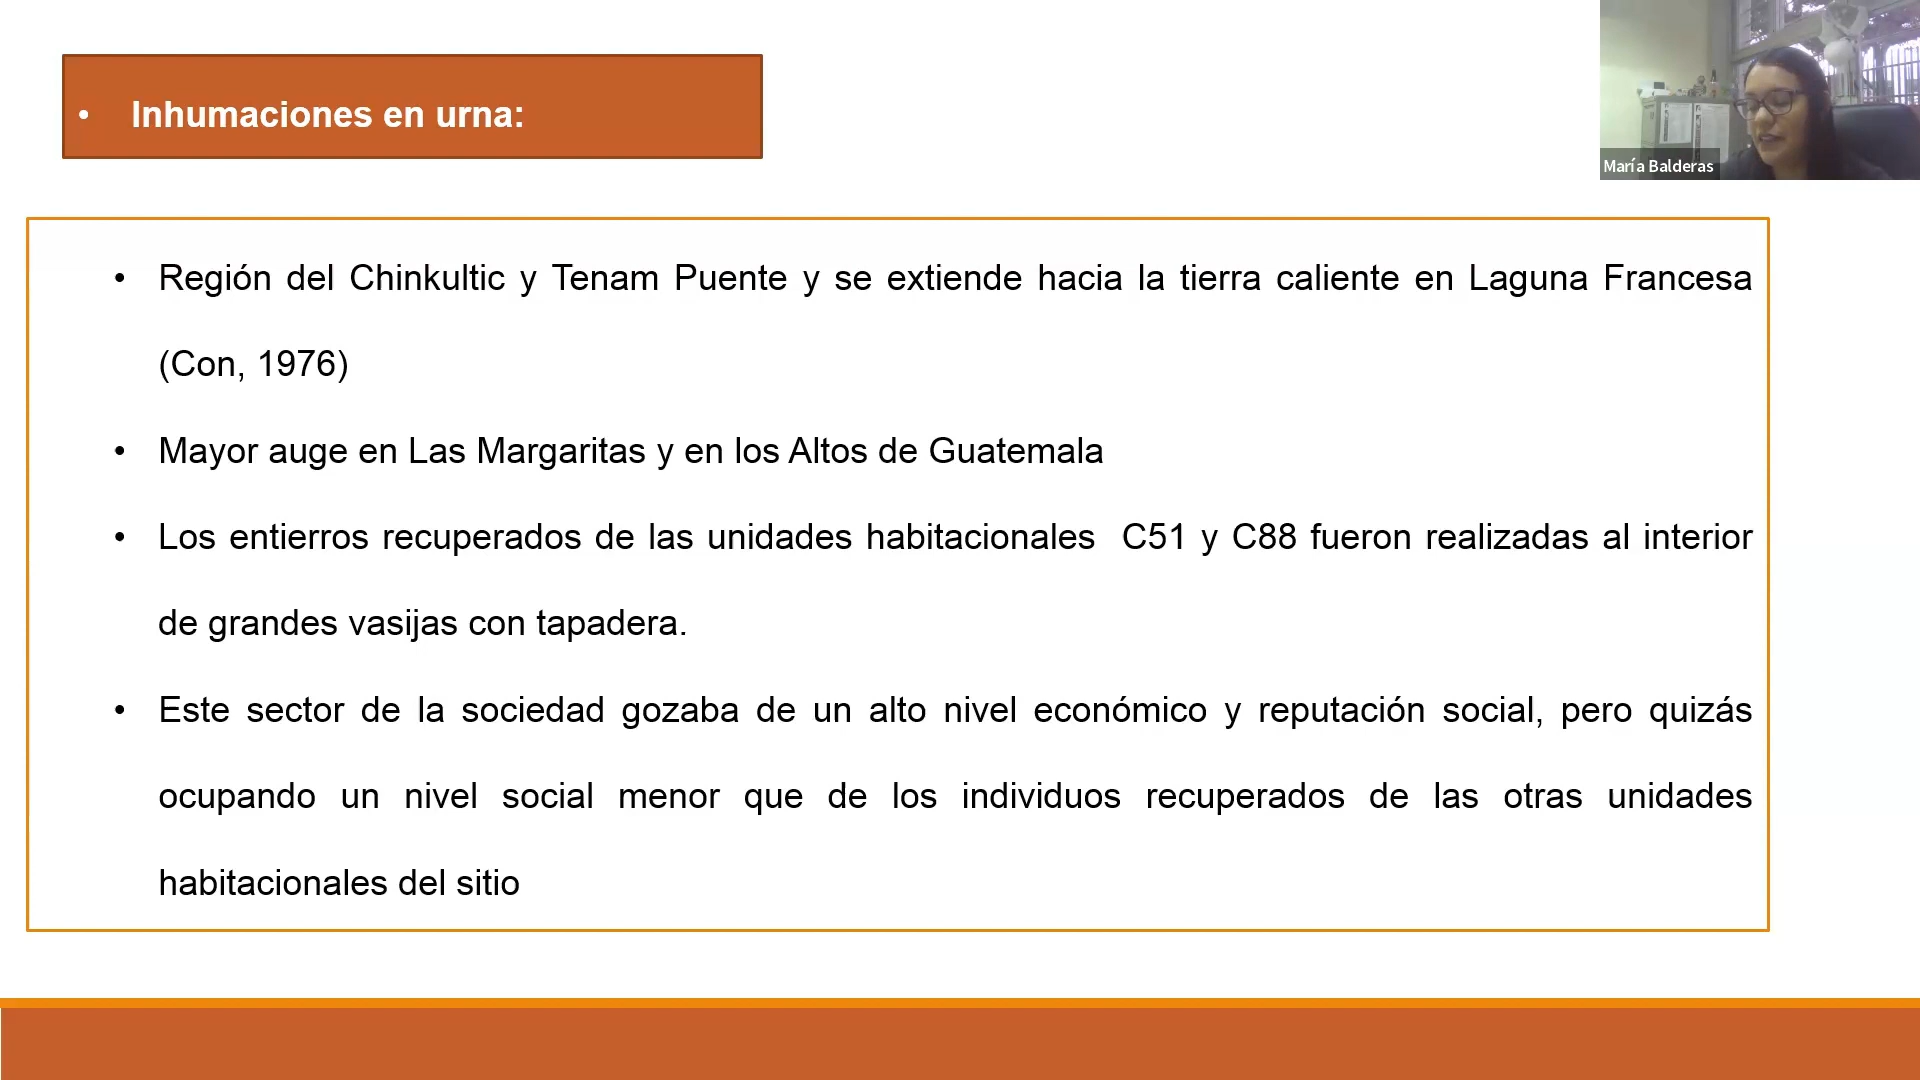 • Inhumaciones en urna:
María Balderas
• Región del Chinkultic y Tenam Puente y se extiende hacia la tierra caliente en Laguna Francesa
(Con, 1976)
• Mayor auge en Las Margaritas y en los Altos de Guatemala
• Los entierros recuperados de las unidades habitacionales  C51 y C88 fueron realizadas al interior
de grandes vasijas con tapadera.
• Este sector de la sociedad gozaba de un alto nivel económico y reputación social, pero quizás
ocupando un nivel social menor que de los individuos recuperados de las otras unidades
habitacionales del sitio